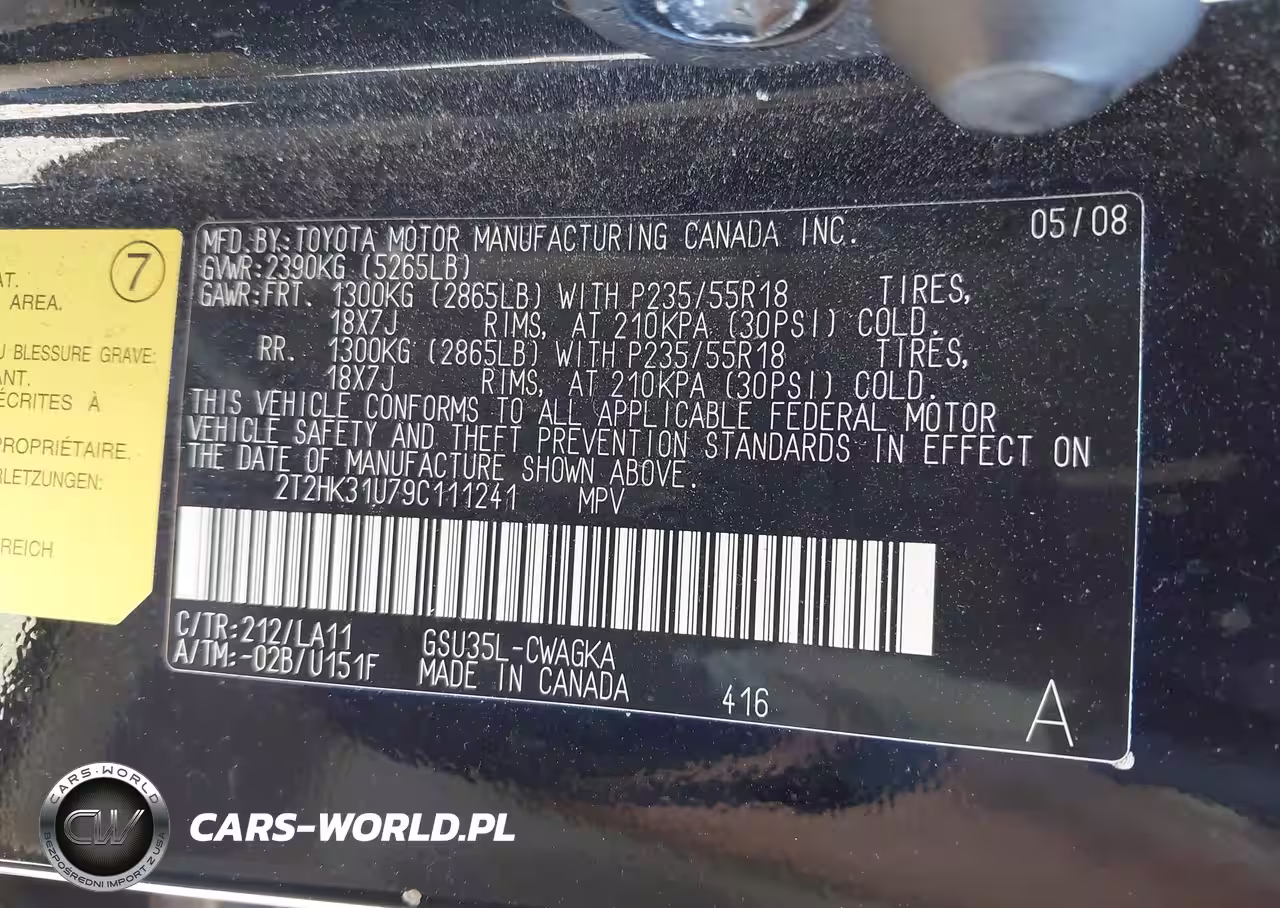 7
AT.
AREA.
U BLESSURE GRAVE:
ANT.
ÉCRITES À
PROPRIÉTAIRE.
RLETZUNGEN:
REICH
MFD.BY:TOYOTA MOTOR MANUFACTURING CANADA INC. 05/08
GVWR:2390KG (5265LB)
GAWR:FRT. 1300KG (2865LB) WITH P235/55R18 TIRES,
18X7J RIMS, AT 210KPA (30PSI) COLD.
RR. 1300KG (2865LB) WITH P235/55R18 TIRES,
18X7J RIMS, AT 210KPA (30PSI) COLD.
THIS VEHICLE CONFORMS TO ALL APPLICABLE FEDERAL MOTOR
VEHICLE SAFETY AND THEFT PREVENTION STANDARDS IN EFFECT ON
THE DATE OF MANUFACTURE SHOWN ABOVE.
2T2HK31U79C111241 MPV
C/TR:212/LA11 GSU35L-CWAGKA
A/TM:-02B/U151F MADE IN CANADA
416 A
CARS-WORLD
CW
BEZPOŚREDNI IMPORT Z USA
CARS-WORLD.PL